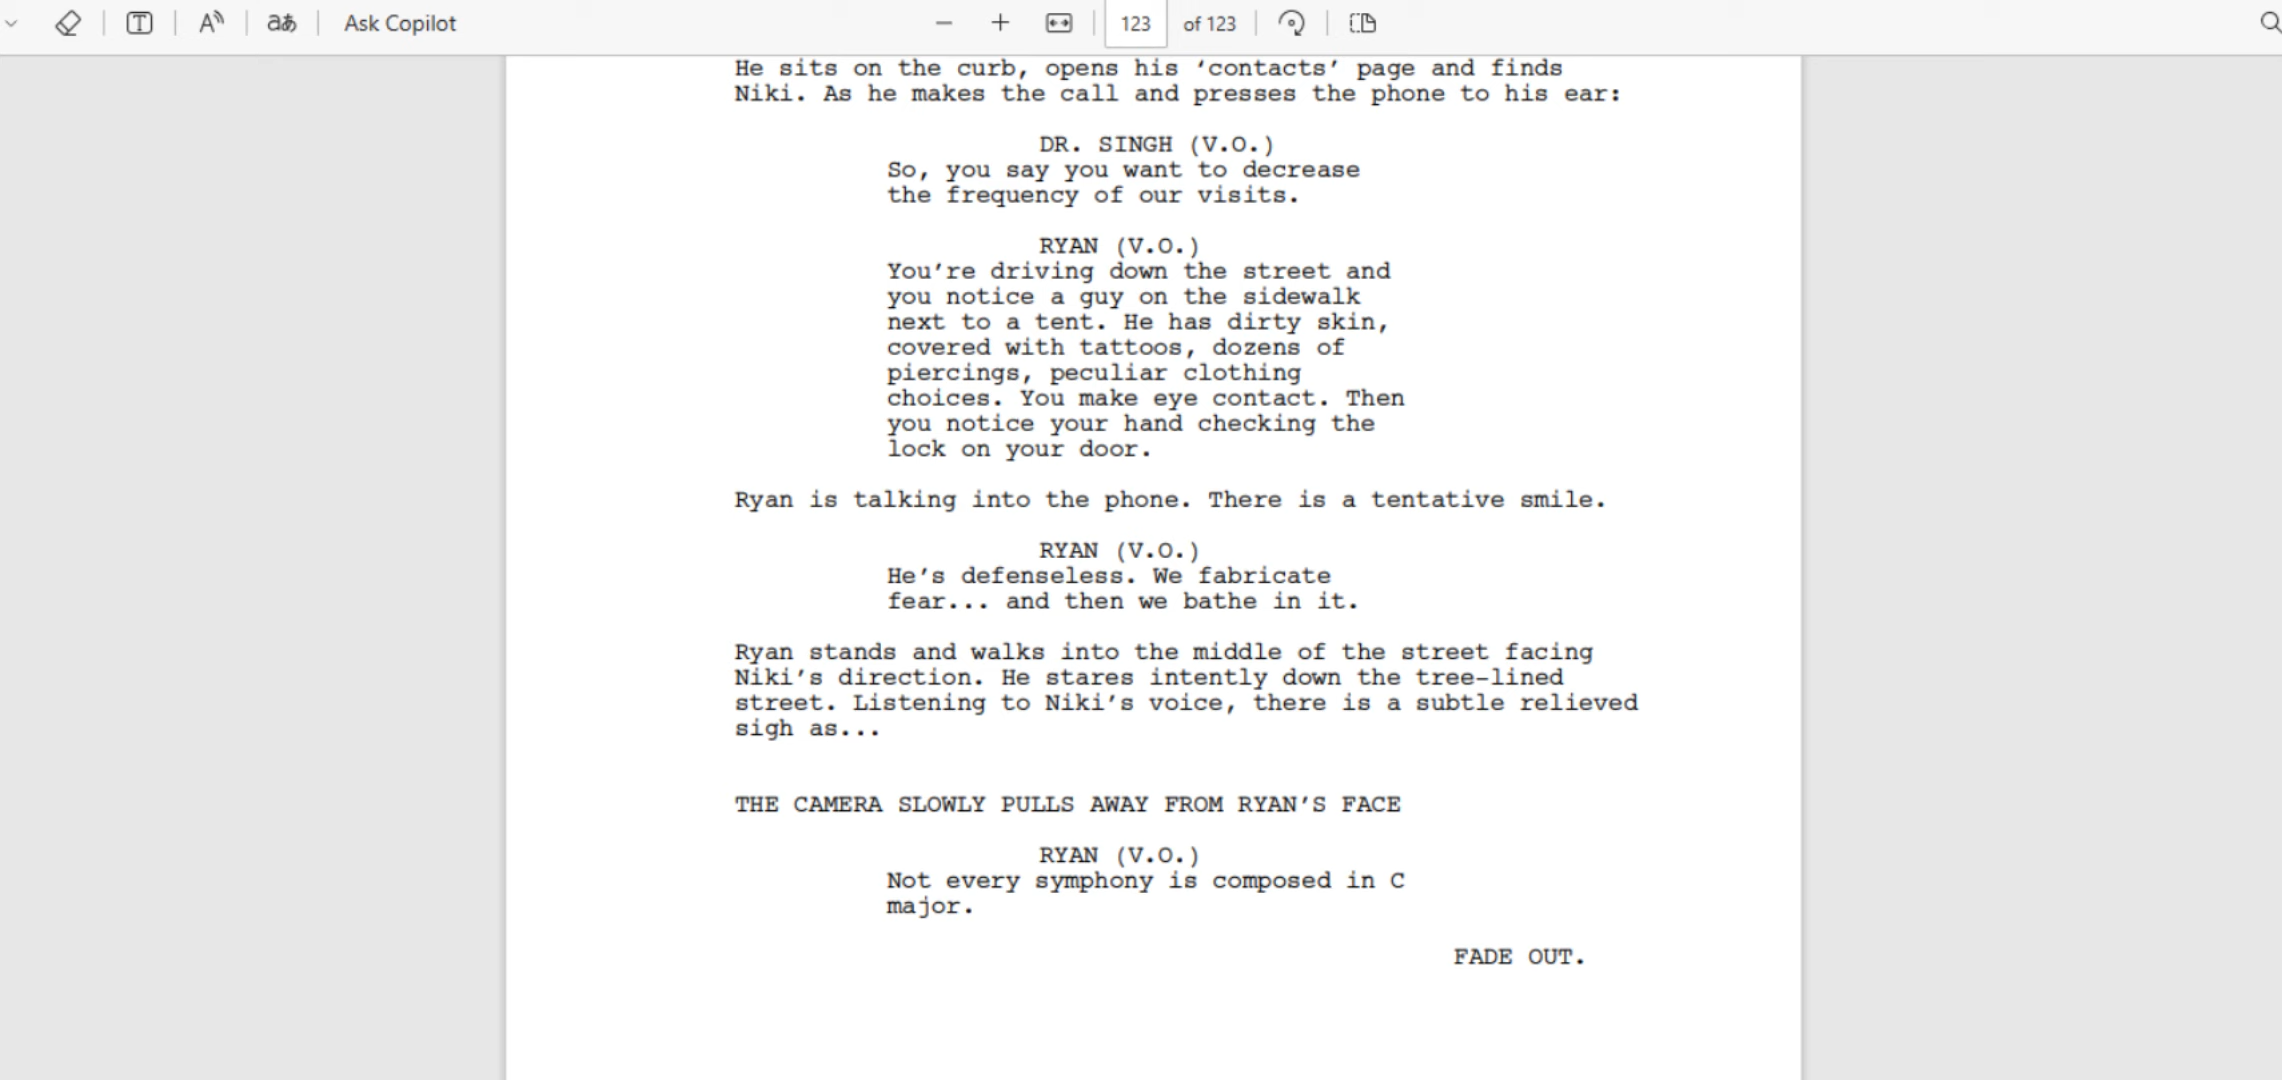 aあ Ask Copilot 123 of 123
He sits on the curb, opens his ‘contacts’ page and finds
Niki. As he makes the call and presses the phone to his ear:
DR. SINGH (V.O.)
So, you say you want to decrease
the frequency of our visits.
RYAN (V.O.)
You’re driving down the street and
you notice a guy on the sidewalk
next to a tent. He has dirty skin,
covered with tattoos, dozens of
piercings, peculiar clothing
choices. You make eye contact. Then
you notice your hand checking the
lock on your door.
Ryan is talking into the phone. There is a tentative smile.
RYAN (V.O.)
He’s defenseless. We fabricate
fear... and then we bathe in it.
Ryan stands and walks into the middle of the street facing
Niki’s direction. He stares intently down the tree-lined
street. Listening to Niki’s voice, there is a subtle relieved
sigh as...
THE CAMERA SLOWLY PULLS AWAY FROM RYAN’S FACE
RYAN (V.O.)
Not every symphony is composed in C
major.
FADE OUT.